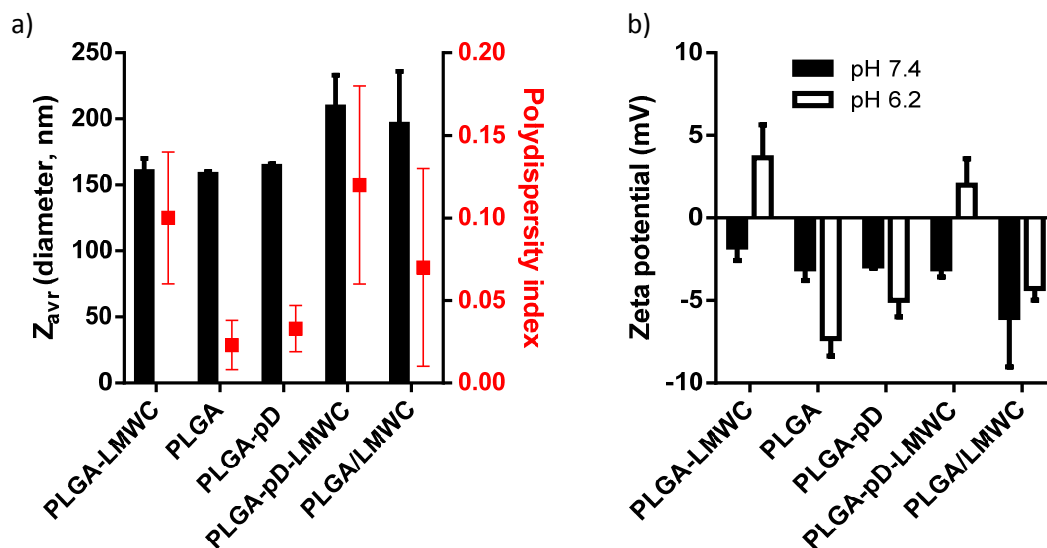 a)
250
200
150
100
50
0
Zavr (diameter, nm)
0.20
0.15
0.10
0.05
0.00
Polydispersity index
PLGA-LMWC
PLGA
PLGA-pD
PLGA-pD-LMWC
PLGA/LMWC
b)
10
5
0
-5
-10
Zeta potential (mV)
pH 7.4
pH 6.2
PLGA-LMWC
PLGA
PLGA-pD
PLGA-pD-LMWC
PLGA/LMWC